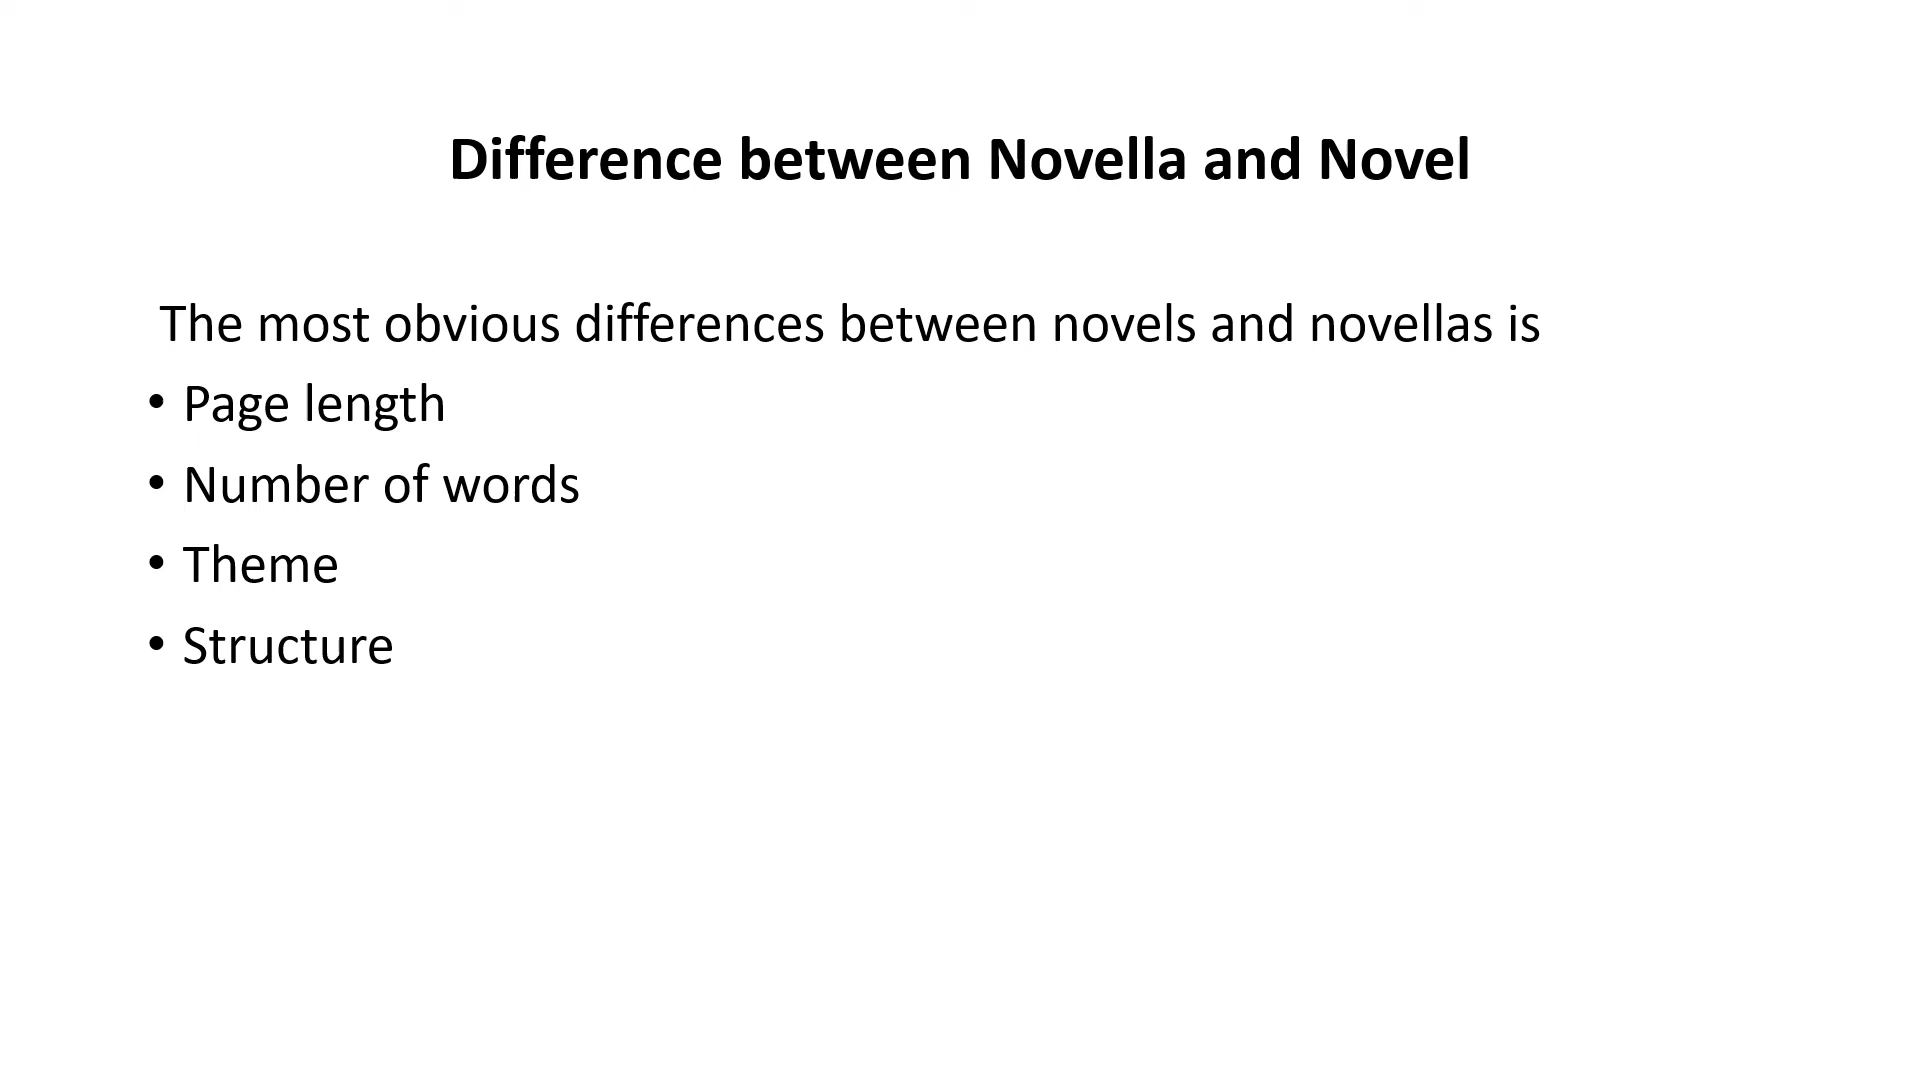 Difference between Novella and Novel
The most obvious differences between novels and novellas is
• Page length
• Number of words
• Theme
• Structure